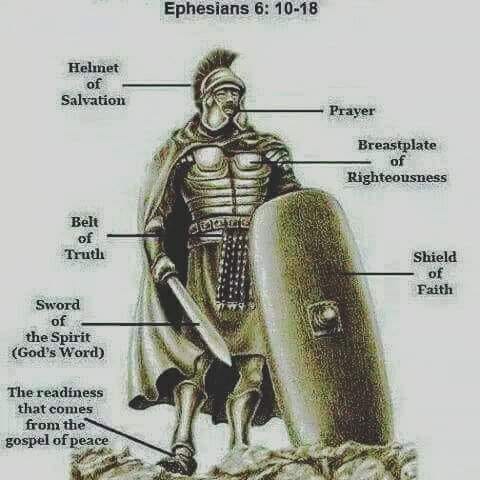 Ephesians 6: 10-18
Helmet
of
Salvation
Prayer
Breastplate
of
Righteousness
Belt
of
Truth
Shield
of
Faith
Sword
of
the Spirit
(God's Word)
The readiness
that comes
from the
gospel of peace